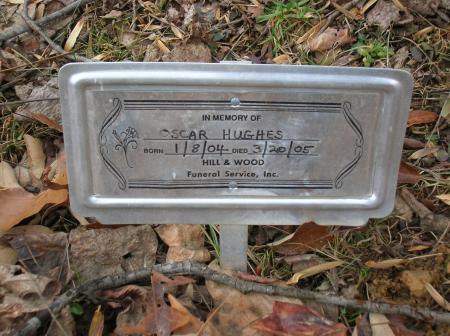 IN MEMORY OF
OSCAR HUGHES
BORN 1/8/04 DIED 3/20/05
HILL & WOOD
Funeral Service, Inc.